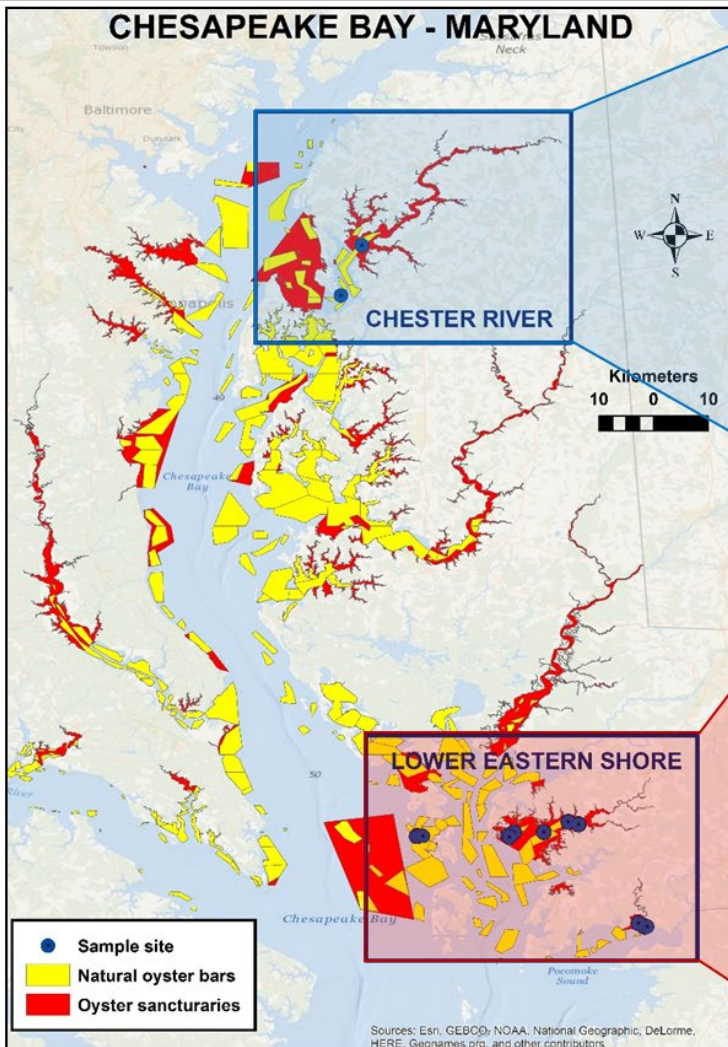 CHESAPEAKE BAY - MARYLAND
Neck
Towson
Baltimore
Dundalk
N
W E
S
CHESTER RIVER
Kilometers
10 0 10
Chesapeake
Bay
50
LOWER EASTERN SHORE
River
Chesapeake Bay
Pocomoke
Sound
Sample site
Natural oyster bars
Oyster sancturaries
Sources: Esri, GEBCO, NOAA, National Geographic, DeLorme,
HERE, Geonames.org, and other contributors